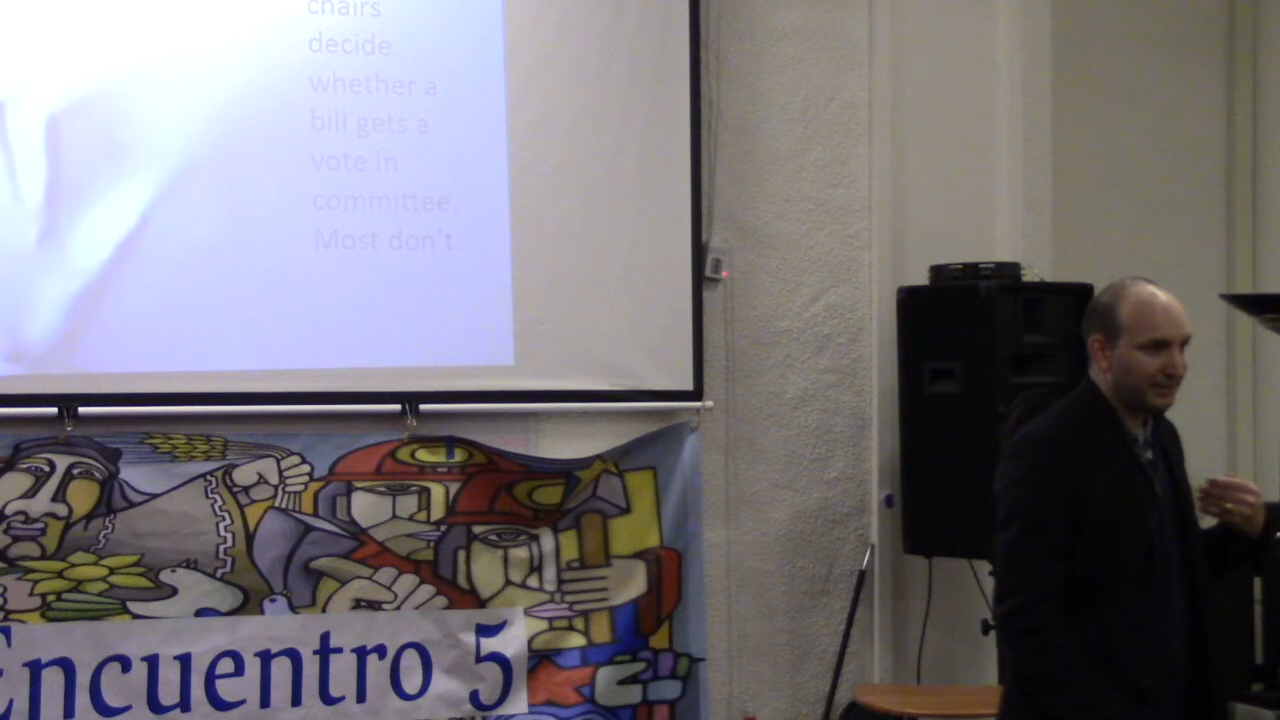 chairs
decide
whether a
bill gets a
vote in
committee.
Most don't.
Encuentro 5